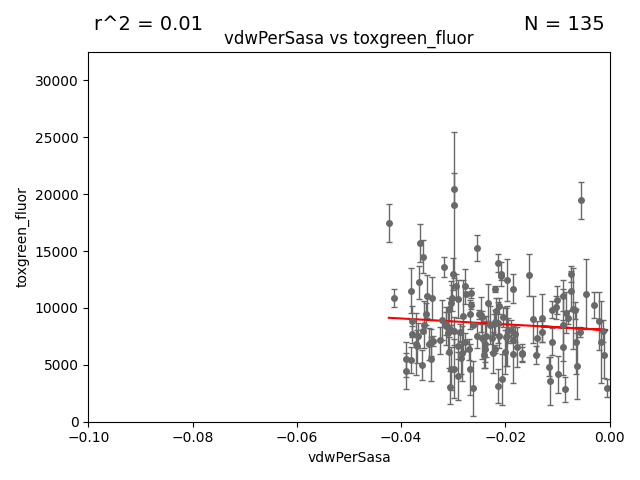 r^2 = 0.01
N = 135
vdwPerSasa vs toxgreen_fluor
30000
25000
20000
15000
10000
5000
0
toxgreen_fluor
−0.10
−0.08
−0.06
−0.04
−0.02
0.00
vdwPerSasa